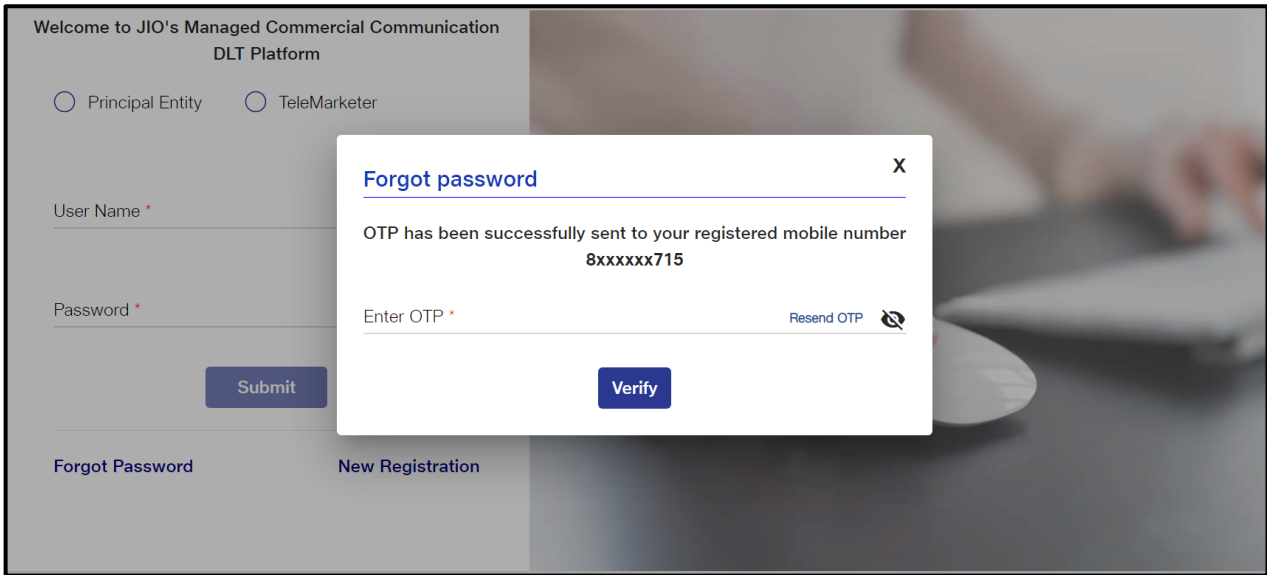 Welcome to JIO's Managed Commercial Communication
DLT Platform
Principal Entity TeleMarketer
Forgot password X
User Name *
OTP has been successfully sent to your registered mobile number
8xxxxxx715
Password *
Enter OTP * Resend OTP
Submit
Verify
Forgot Password New Registration